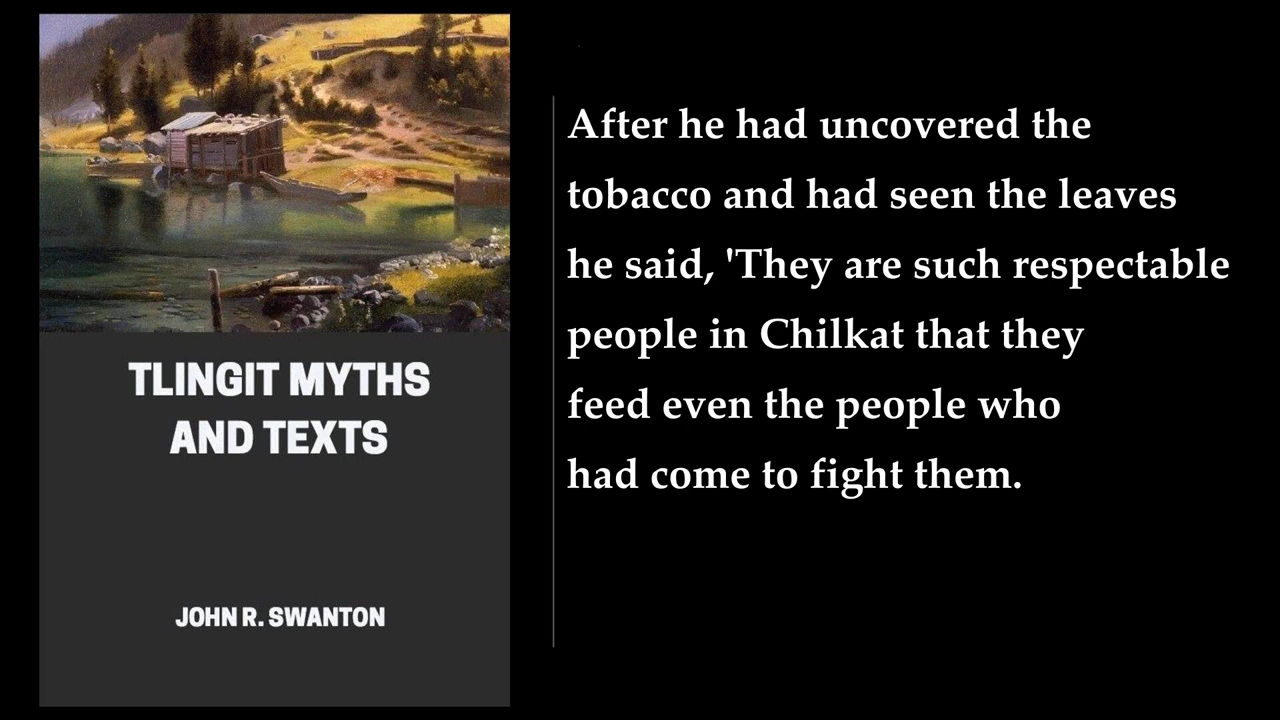 TLINGIT MYTHS
AND TEXTS
JOHN R. SWANTON
After he had uncovered the
tobacco and had seen the leaves
he said, 'They are such respectable
people in Chilkat that they
feed even the people who
had come to fight them.